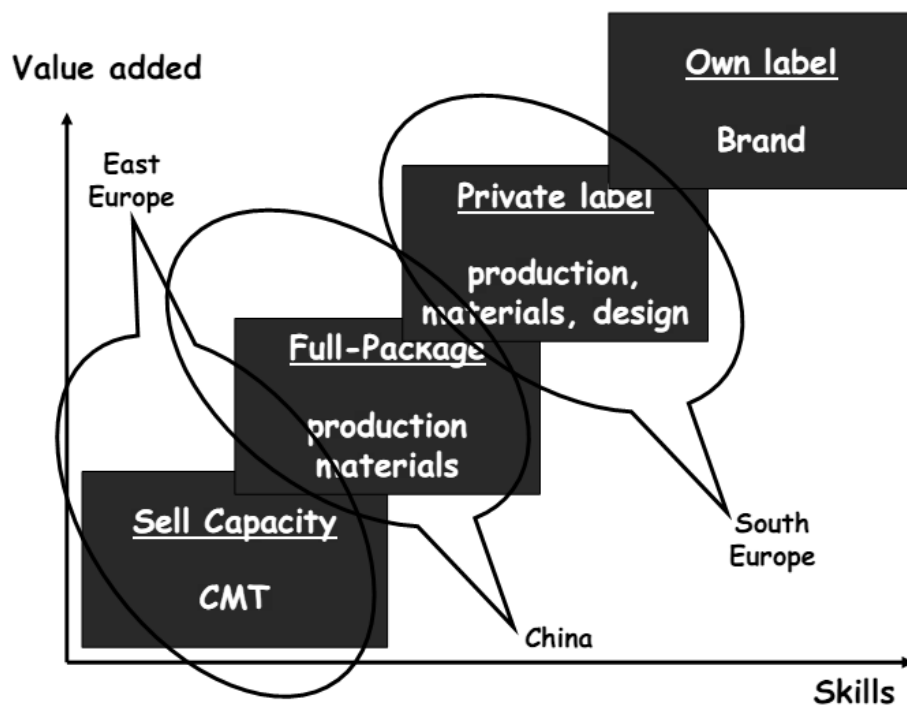 Value added
Own label
Brand
East
Europe
Private label
production,
materials, design
Full-Package
production
materials
Sell Capacity
CMT
South
Europe
China
Skills